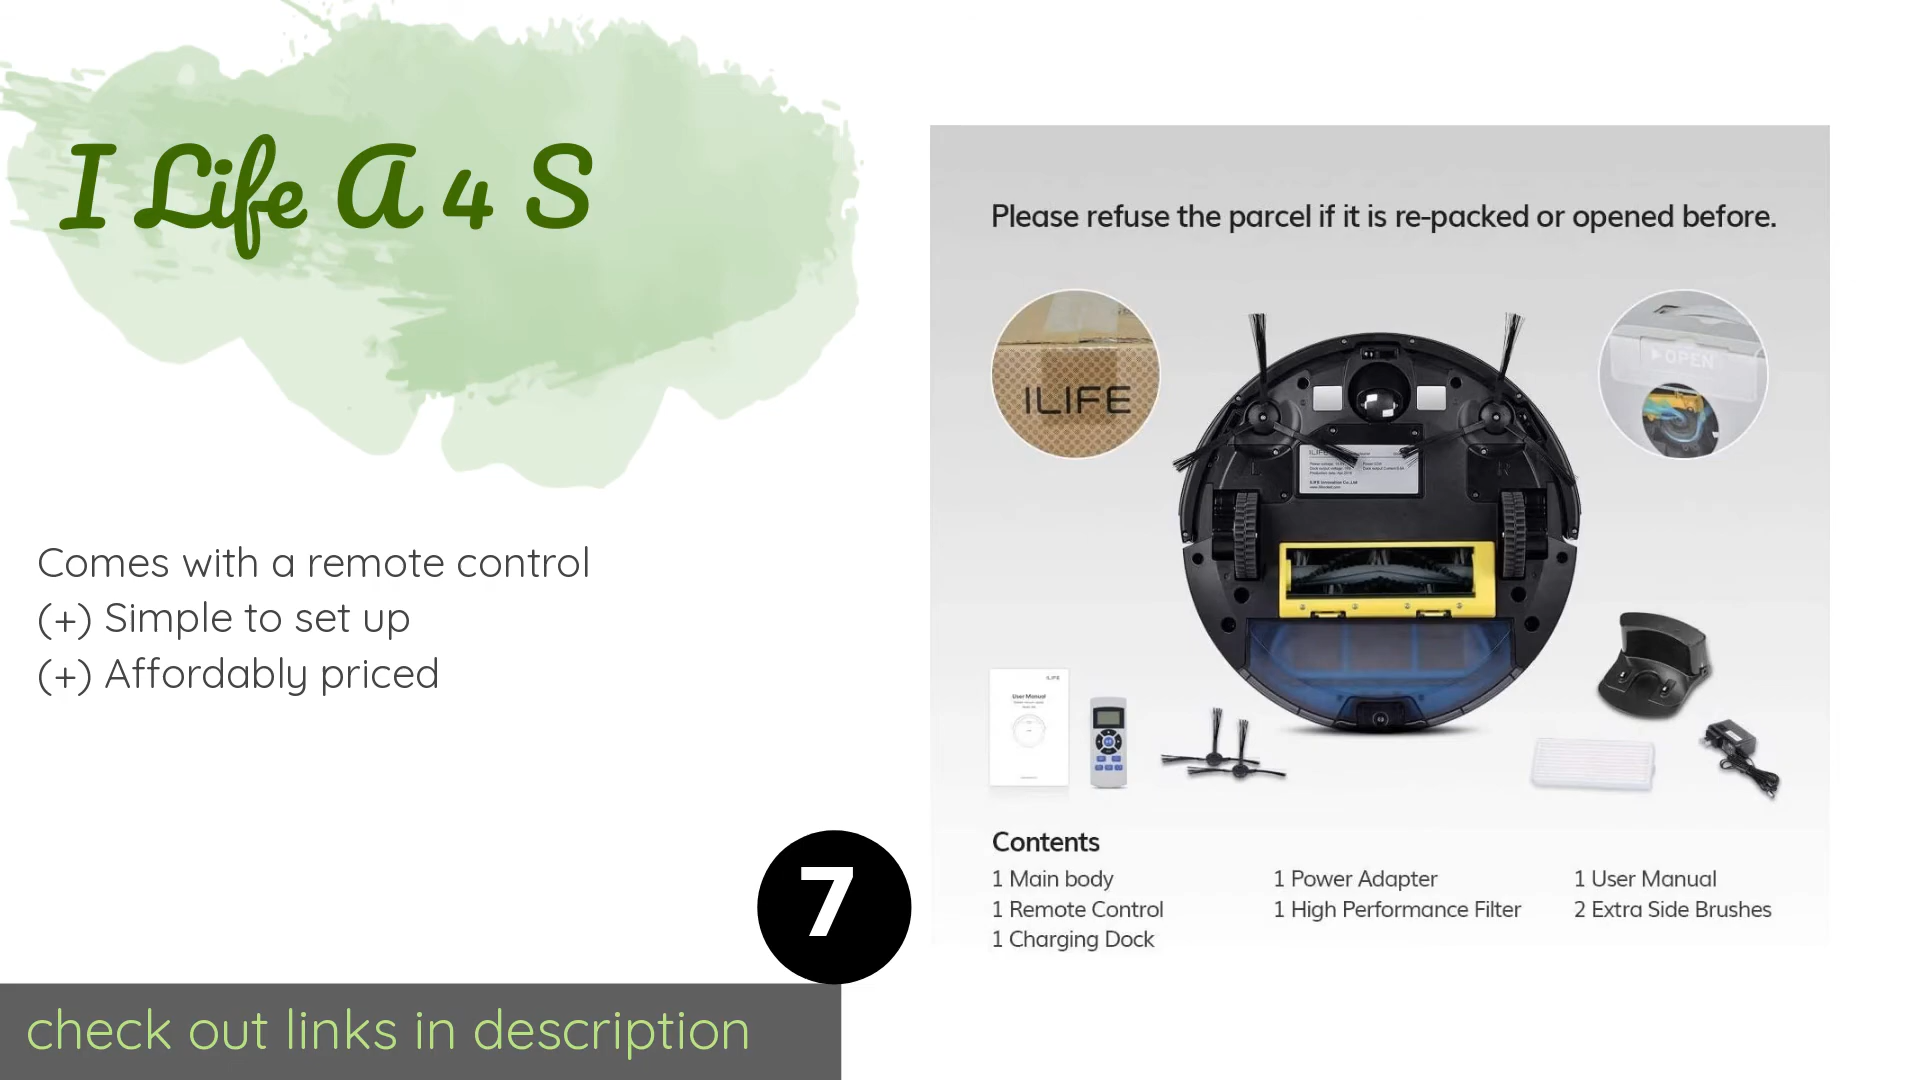 I Life A 4 S
Comes with a remote control
(+) Simple to set up
(+) Affordably priced
7
check out links in description
Please refuse the parcel if it is re-packed or opened before.
ILIFE
OPEN
ILIFE
User Manual
Contents
1 Main body
1 Remote Control
1 Charging Dock
1 Power Adapter
1 High Performance Filter
1 User Manual
2 Extra Side Brushes